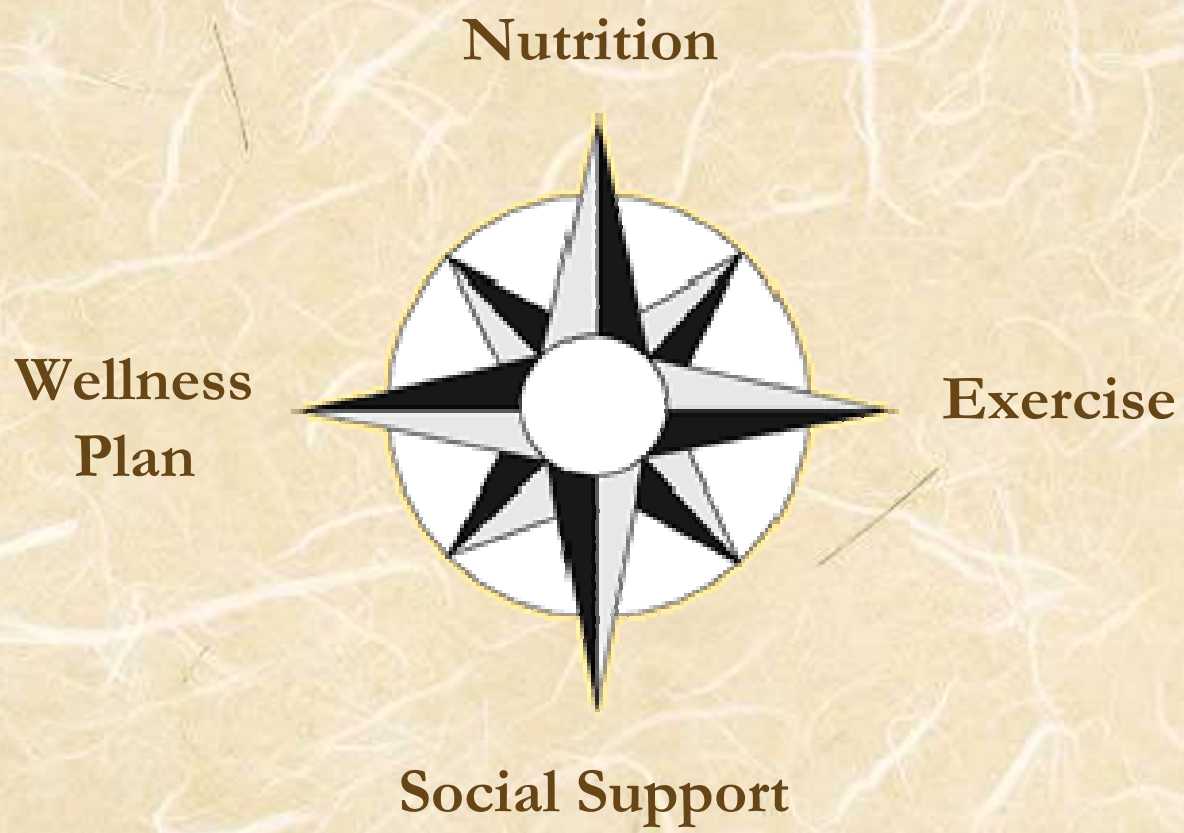 Nutrition
Wellness
Plan
Exercise
Social Support